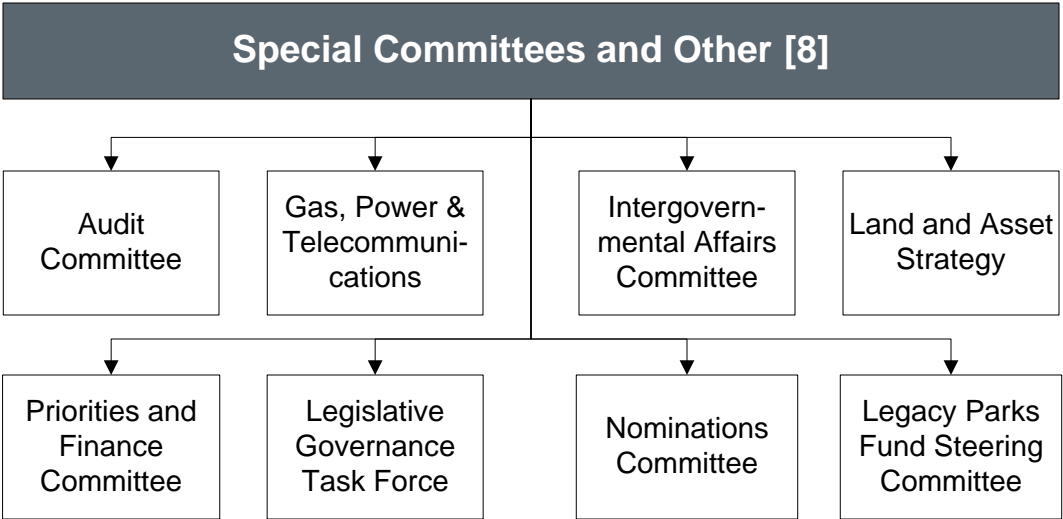 Special Committees and Other [8]
Audit
Committee
Gas, Power &
Telecommuni-
cations
Intergovern-
mental Affairs
Committee
Land and Asset
Strategy
Priorities and
Finance
Committee
Legislative
Governance
Task Force
Nominations
Committee
Legacy Parks
Fund Steering
Committee